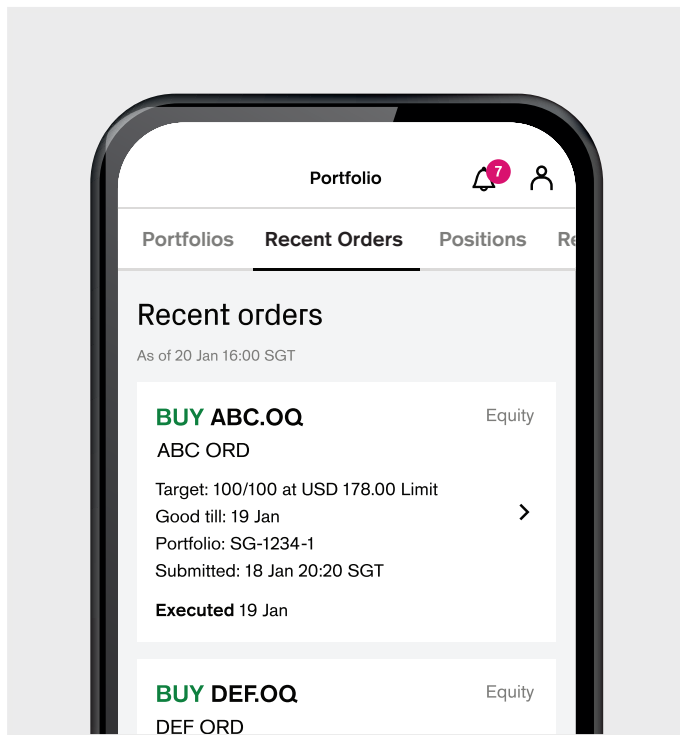 Portfolio
7
Portfolios Recent Orders Positions Re
Recent orders
As of 20 Jan 16:00 SGT
BUY ABC.OQ Equity
ABC ORD
Target: 100/100 at USD 178.00 Limit
Good till: 19 Jan
Portfolio: SG-1234-1
Submitted: 18 Jan 20:20 SGT
Executed 19 Jan
BUY DEF.OQ Equity
DEF ORD